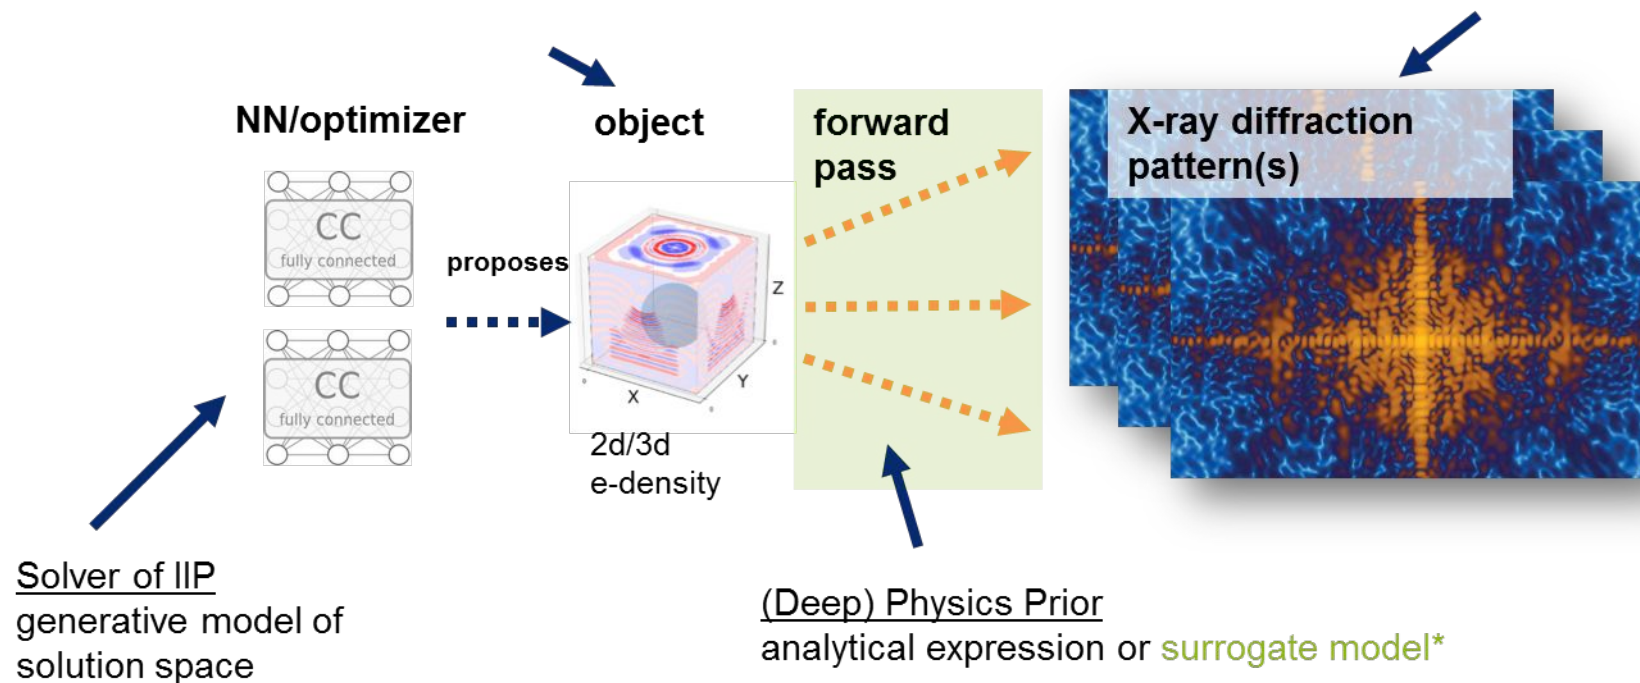 NN/optimizer
object
forward
pass
X-ray diffraction
pattern(s)
CC
fully connected
proposes
CC
fully connected
Z
Y
X
2d/3d
e-density
Solver of IIP
generative model of
solution space
(Deep) Physics Prior
analytical expression or surrogate model*